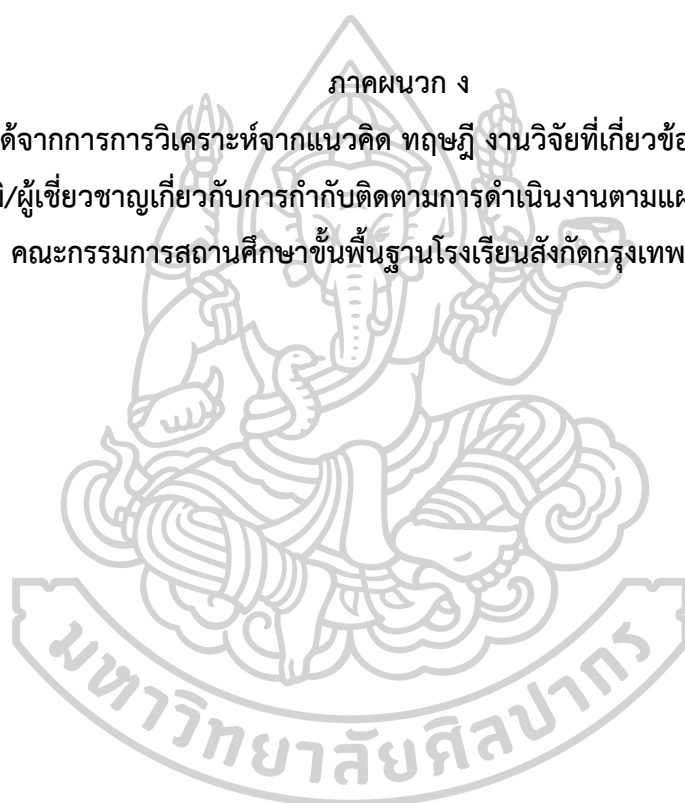 ภาคผนวก ง
ด้จากการการวิเคราะห์จากแนวคิด ทฤษฎี งานวิจัยที่เกี่ยวข้อ
/ผู้เชี่ยวชาญเกี่ยวกับการกำกับติดตามการดำเนินงานตามแผ
คณะกรรมการสถานศึกษาขั้นพื้นฐานโรงเรียนสังกัดกรุงเทพ
มหาวิทยาลัยศิลปากร